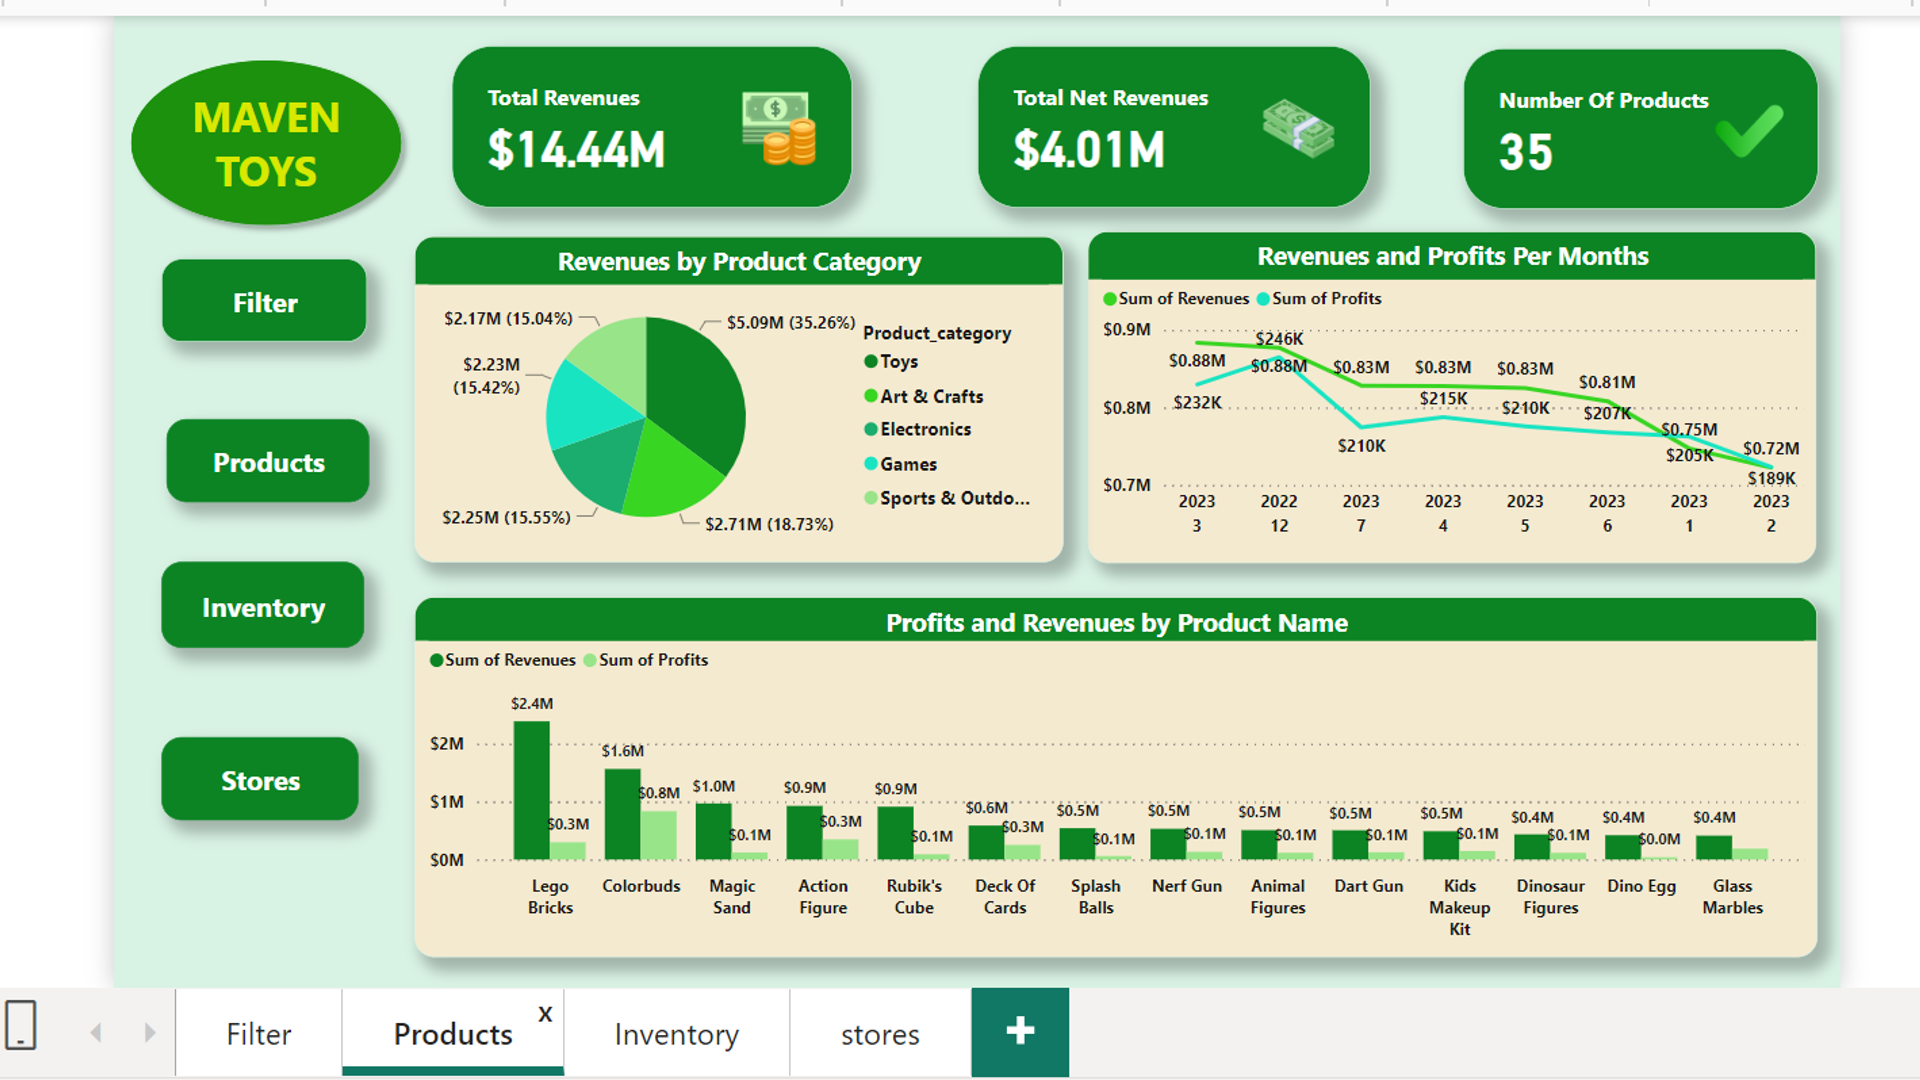 MAVEN
TOYS
Total Revenues
$14.44M
Total Net Revenues
$4.01M
Number Of Products
35
Filter
Products
Inventory
Stores
Revenues by Product Category
$2.17M (15.04%)
$5.09M (35.26%)
$2.23M
(15.42%)
$2.25M (15.55%)
$2.71M (18.73%)
Product_category
Toys
Art & Crafts
Electronics
Games
Sports & Outdo...
Revenues and Profits Per Months
Sum of Revenues Sum of Profits
$0.9M
$0.8M
$0.7M
$0.88M
$246K
$0.88M
$0.83M
$0.83M
$0.83M
$0.81M
$0.75M
$0.72M
$232K
$210K
$215K
$210K
$207K
$205K
$189K
2023 2022 2023 2023 2023 2023 2023 2023
3 12 7 4 5 6 1 2
Profits and Revenues by Product Name
Sum of Revenues Sum of Profits
$2M
$1M
$0M
$2.4M
$0.3M
$1.6M
$0.8M
$1.0M
$0.1M
$0.9M
$0.3M
$0.9M
$0.1M
$0.6M
$0.3M
$0.5M
$0.1M
$0.5M
$0.1M
$0.5M
$0.1M
$0.5M
$0.1M
$0.5M
$0.1M
$0.4M
$0.1M
$0.4M
$0.0M
$0.4M
Lego
Bricks
Colorbuds
Magic
Sand
Action
Figure
Rubik's
Cube
Deck Of
Cards
Splash
Balls
Nerf Gun
Animal
Figures
Dart Gun
Kids
Makeup
Kit
Dinosaur
Figures
Dino Egg
Glass
Marbles
Filter
Products
X
Inventory
stores